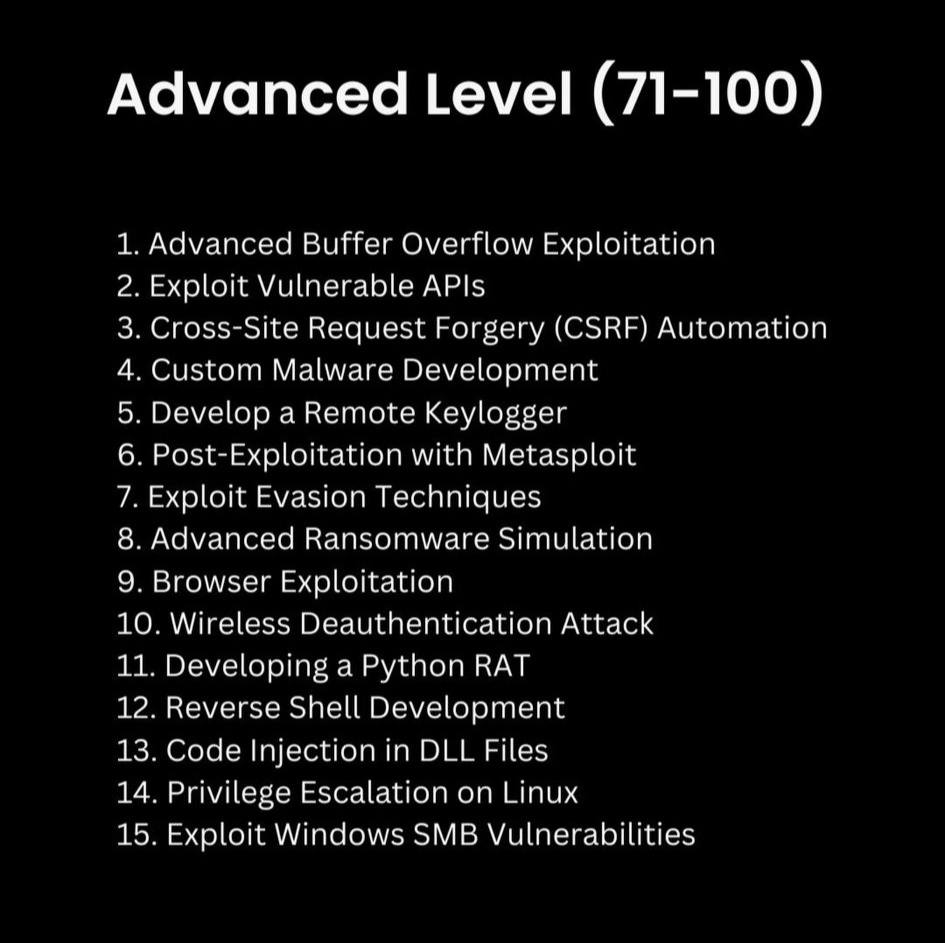 Advanced Level (71-100)
1. Advanced Buffer Overflow Exploitation
2. Exploit Vulnerable APIs
3. Cross-Site Request Forgery (CSRF) Automation
4. Custom Malware Development
5. Develop a Remote Keylogger
6. Post-Exploitation with Metasploit
7. Exploit Evasion Techniques
8. Advanced Ransomware Simulation
9. Browser Exploitation
10. Wireless Deauthentication Attack
11. Developing a Python RAT
12. Reverse Shell Development
13. Code Injection in DLL Files
14. Privilege Escalation on Linux
15. Exploit Windows SMB Vulnerabilities